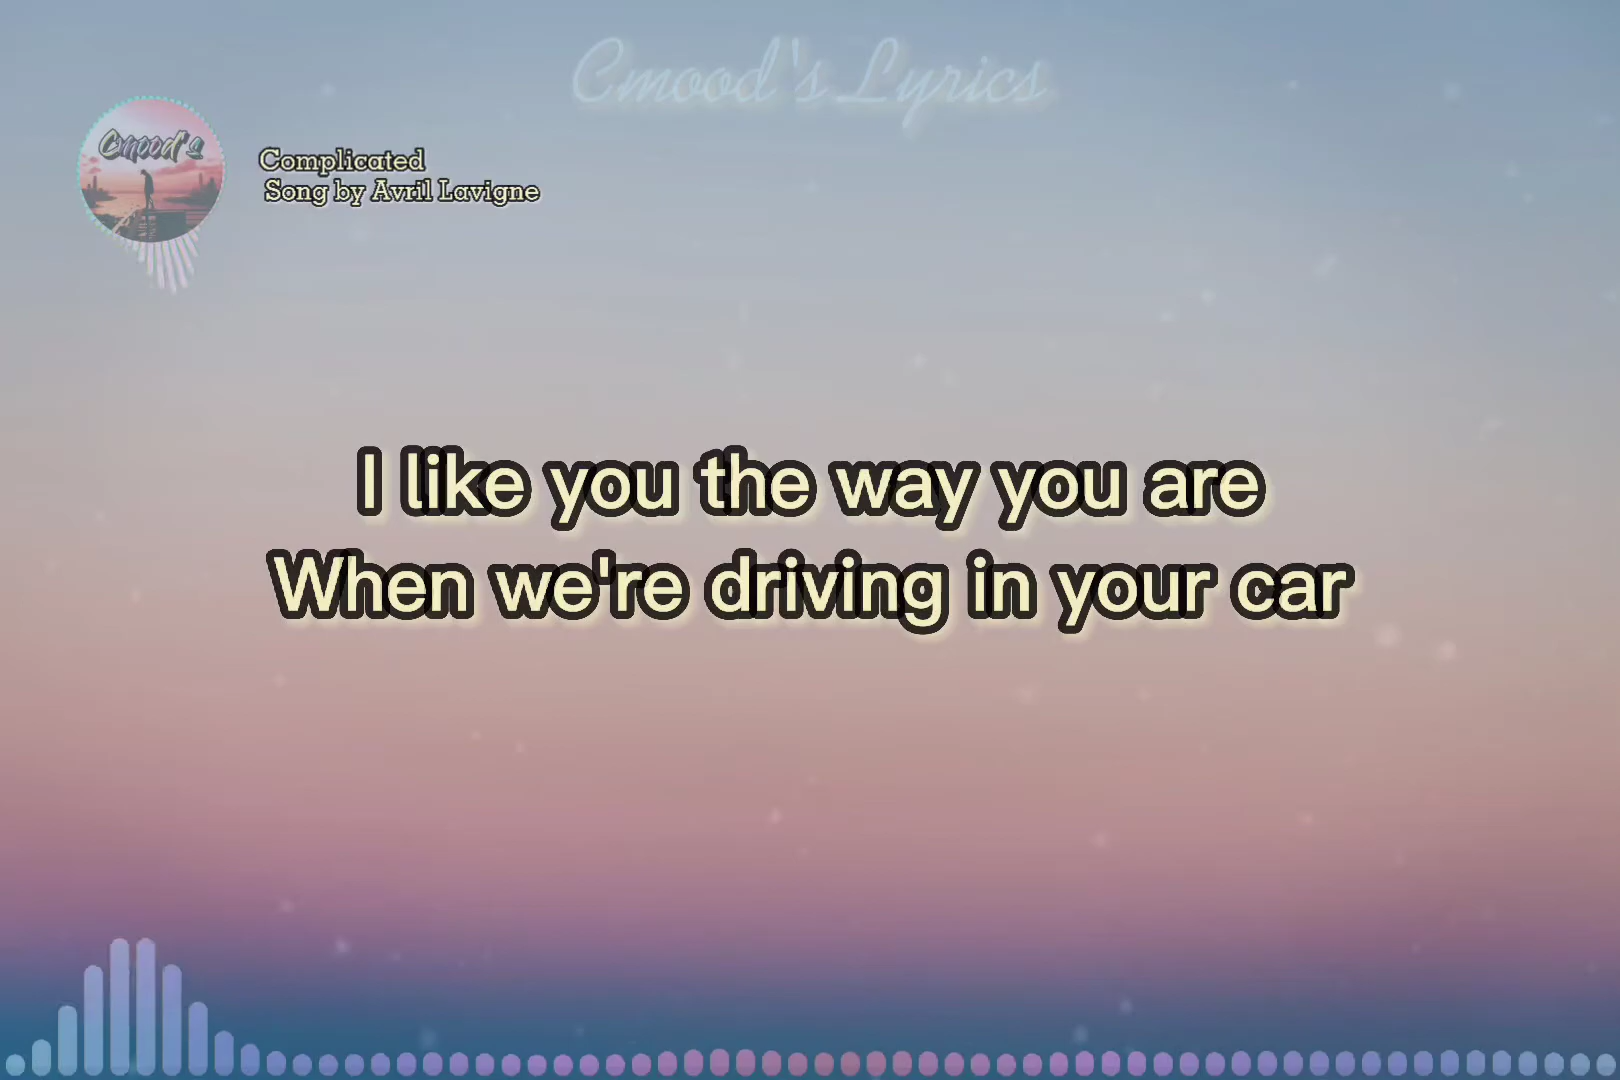 Cmood's Lyrics
Cmood's
Complicated
Song by Avril Lavigne
I like you the way you are
When we're driving in your car